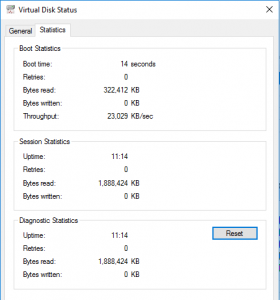 Virtual Disk Status
General Statistics
Boot Statistics
Boot time: 14 seconds
Retries: 0
Bytes read: 322,412 KB
Bytes written: 0 KB
Throughput: 23,029 KB/sec
Session Statistics
Uptime: 11:14
Retries: 0
Bytes read: 1,888,424 KB
Bytes written: 0 KB
Diagnostic Statistics
Uptime: 11:14 Reset
Retries: 0
Bytes read: 1,888,424 KB
Bytes written: 0 KB